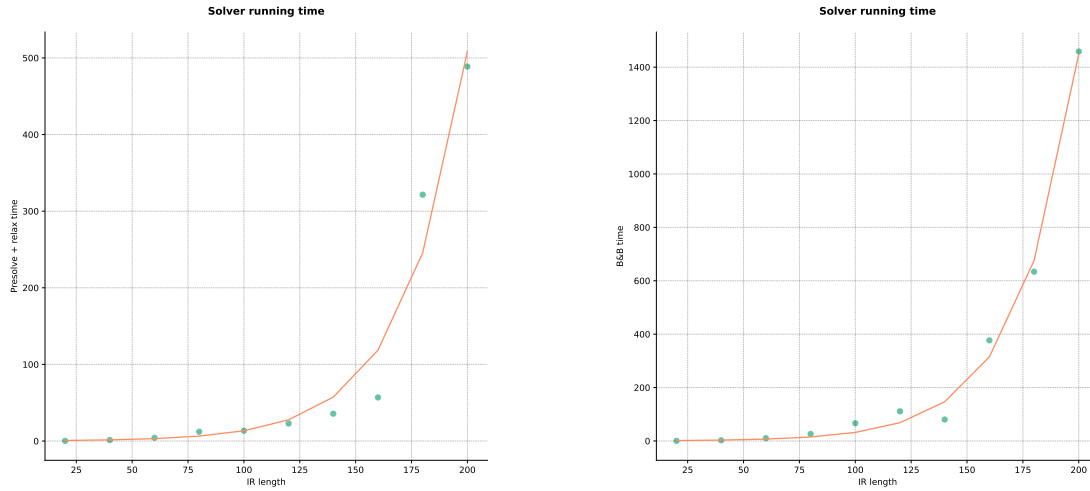 Solver running time
500
400
300
200
100
0
Presolve + relax time
25 50 75 100 125 150 175 200
IR length
Solver running time
1400
1200
1000
800
600
400
200
0
B&B time
25 50 75 100 125 150 175 200
IR length